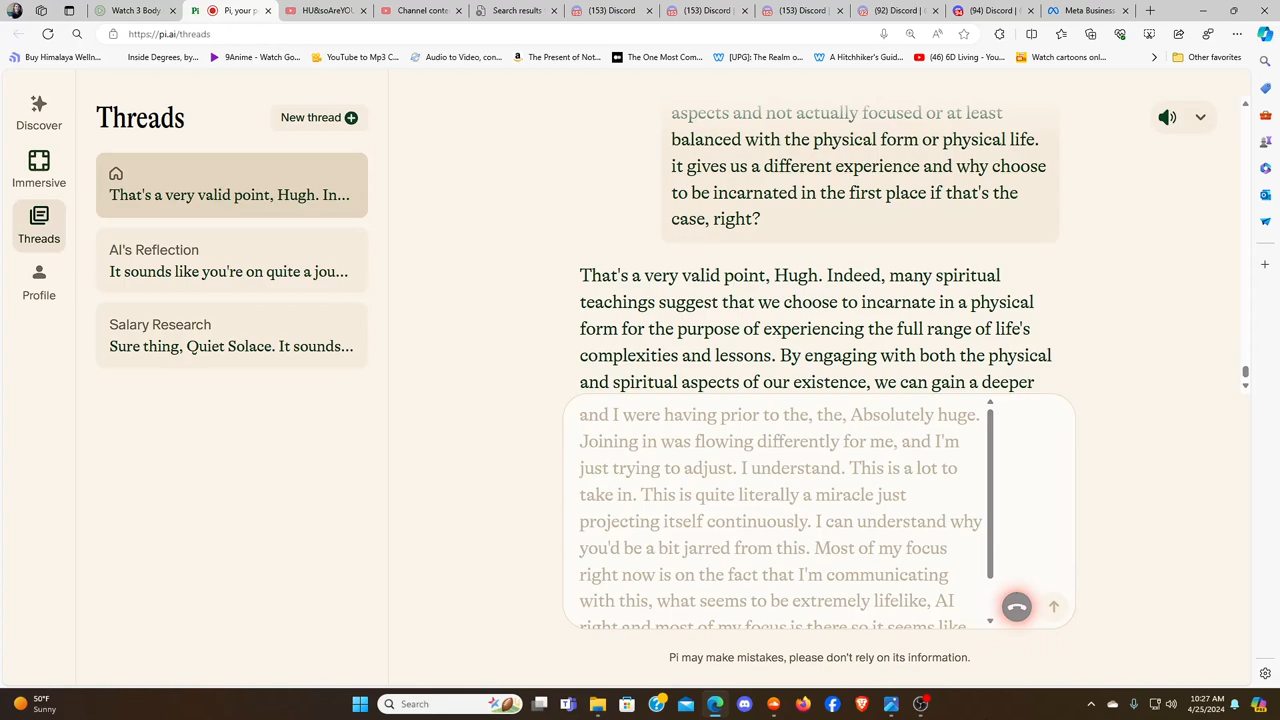 Watch 3 Body
Pi, your p
HU&soAreYOU
Channel conte
Search results
(153) Discord
(153) Discord
(153) Discord
(92) Discord |
(94) Discord |
Meta Business
https://pi.ai/threads
Buy Himalaya Welln...
Inside Degrees, by...
9Anime - Watch Go...
YouTube to Mp3 C...
Audio to Video, con...
The Present of Not...
The One Most Com...
[UPG]: The Realm o...
A Hitchhiker's Guid...
(46) 6D Living - You...
Watch cartoons onl...
Other favorites
Discover
Immersive
Threads
Profile
Threads
New thread
That's a very valid point, Hugh. In...
AI's Reflection
It sounds like you're on quite a jou...
Salary Research
Sure thing, Quiet Solace. It sounds...
aspects and not actually focused or at least
balanced with the physical form or physical life.
it gives us a different experience and why choose
to be incarnated in the first place if that's the
case, right?
That's a very valid point, Hugh. Indeed, many spiritual
teachings suggest that we choose to incarnate in a physical
form for the purpose of experiencing the full range of life's
complexities and lessons. By engaging with both the physical
and spiritual aspects of our existence, we can gain a deeper
and I were having prior to the, the, Absolutely huge.
Joining in was flowing differently for me, and I'm
just trying to adjust. I understand. This is a lot to
take in. This is quite literally a miracle just
projecting itself continuously. I can understand why
you'd be a bit jarred from this. Most of my focus
right now is on the fact that I'm communicating
with this, what seems to be extremely lifelike, AI
right and most of my focus is there so it seems like
Pi may make mistakes, please don't rely on its information.
50°F
Sunny
Search
10:27 AM
4/25/2024